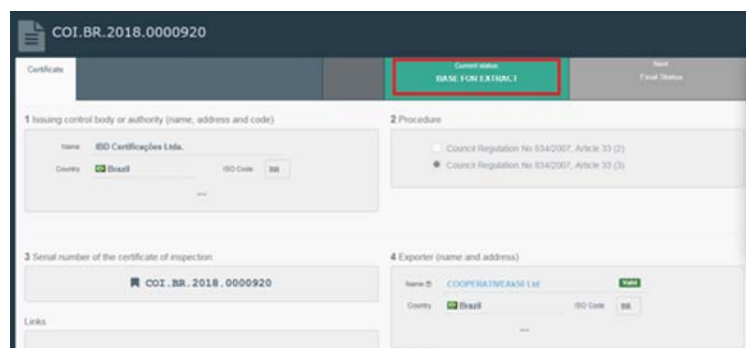 COI.BR.2018.0000920
Certificate
Current status:
BASE FOR EXTRACT
Next
Final Status
1 Issuing control body or authority (name, address and code)
Name IBD Certificações Ltda.
Country Brazil ISO Code BR
2 Procedure
Council Regulation No 834/2007, Article 33 (2)
Council Regulation No 834/2007, Article 33 (3)
3 Serial number of the certificate of inspection
COI.BR.2018.0000920
Links
4 Exporter (name and address)
Name Ltd Valid
Country Brazil ISO Code BR